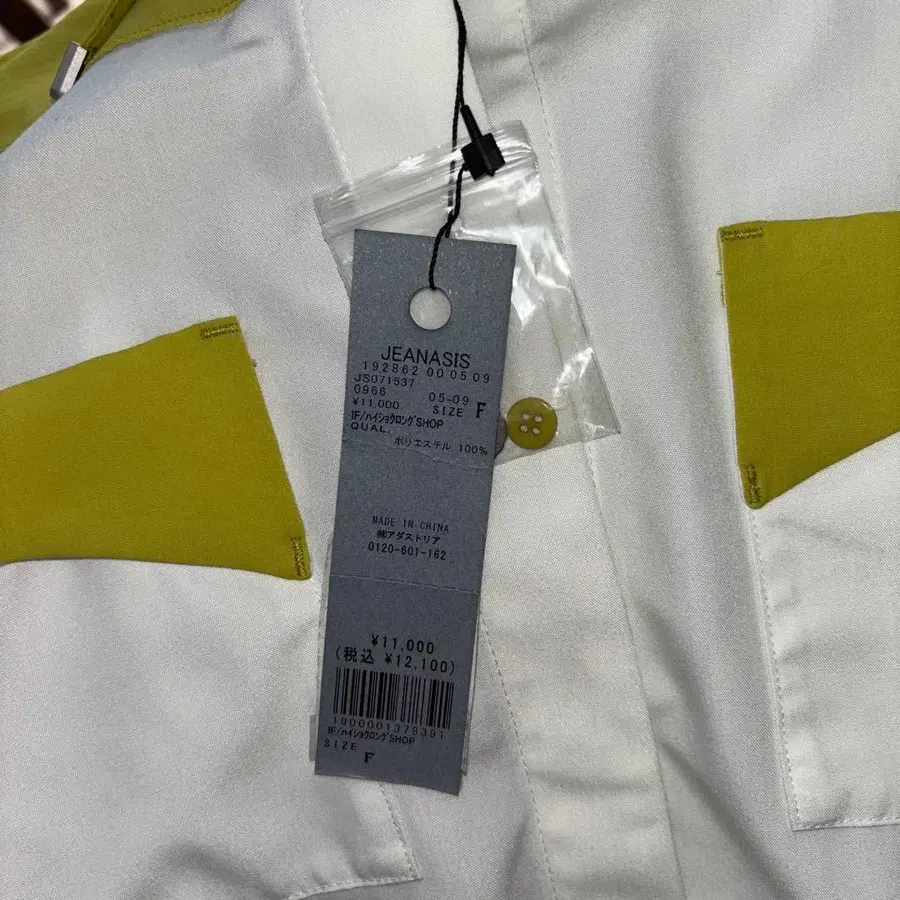 JEANASIS
192862 00 05 09
JS071537
0966 05-09
¥11,000 SIZE F
IF/ハイショクロングSHOP
QUAL.
ポリエステル 100%
MADE IN CHINA
㈱アダストリア
0120-601-162
¥11,000
(税込 ¥12,100)
1900001378391
IF/ハイショクロングSHOP
SIZE
F